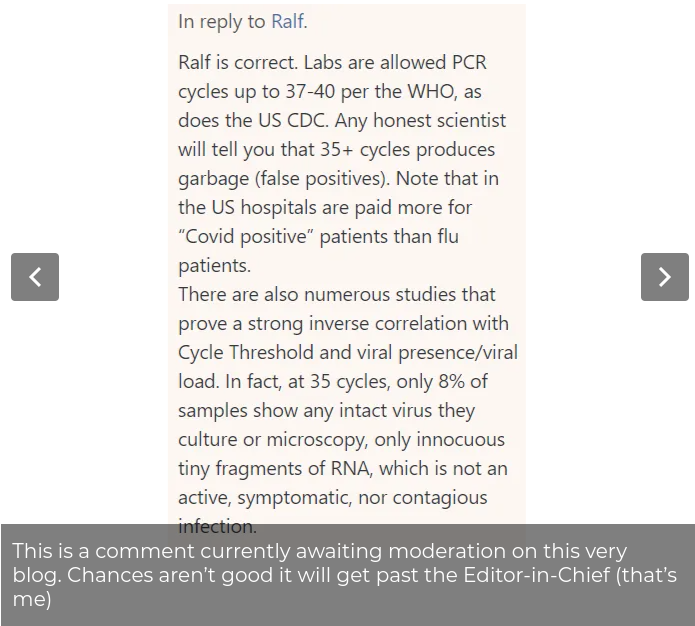 In reply to Ralf.
Ralf is correct. Labs are allowed PCR
cycles up to 37-40 per the WHO, as
does the US CDC. Any honest scientist
will tell you that 35+ cycles produces
garbage (false positives). Note that in
the US hospitals are paid more for
“Covid positive” patients than flu
patients.
There are also numerous studies that
prove a strong inverse correlation with
Cycle Threshold and viral presence/viral
load. In fact, at 35 cycles, only 8% of
samples show any intact virus they
culture or microscopy, only innocuous
tiny fragments of RNA, which is not an
active, symptomatic, nor contagious
infection.
This is a comment currently awaiting moderation on this very
blog. Chances aren’t good it will get past the Editor-in-Chief (that’s
me)